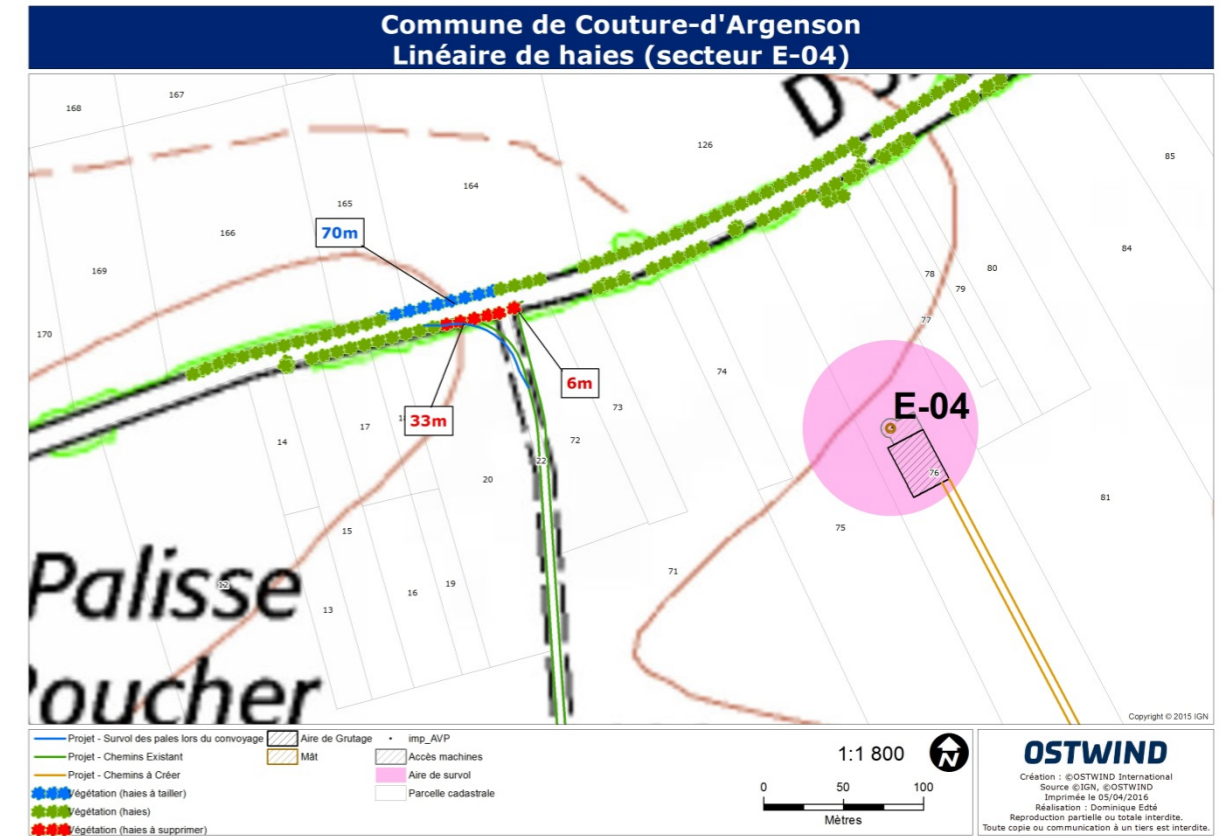 Commune de Couture-d'Argenson
Linéaire de haies (secteur E-04)
168
167
126
85
165
164
166
70m
169
84
78
80
79
170
77
6m
74
73
E-04
33m
14
17
72
22
20
76
81
75
15
71
Palisse
12
13
16
19
oucher
Copyright © 2015 IGN
Projet - Survol des pales lors du convoyage
Projet - Chemins Existant
Projet - Chemins à Créer
Végétation (haies à tailler)
Végétation (haies)
Végétation (haies à supprimer)
Aire de Grutage
Mât
imp_AVP
Accès machines
Aire de survol
Parcelle cadastrale
1:1 800
N
0 50 100
Mètres
OSTWIND
Création : ©OSTWIND International
Source ©IGN, ©OSTWIND
Imprimée le 05/04/2016
Réalisation : Dominique Edté
Reproduction partielle ou totale interdite.
Toute copie ou communication à un tiers est interdite.